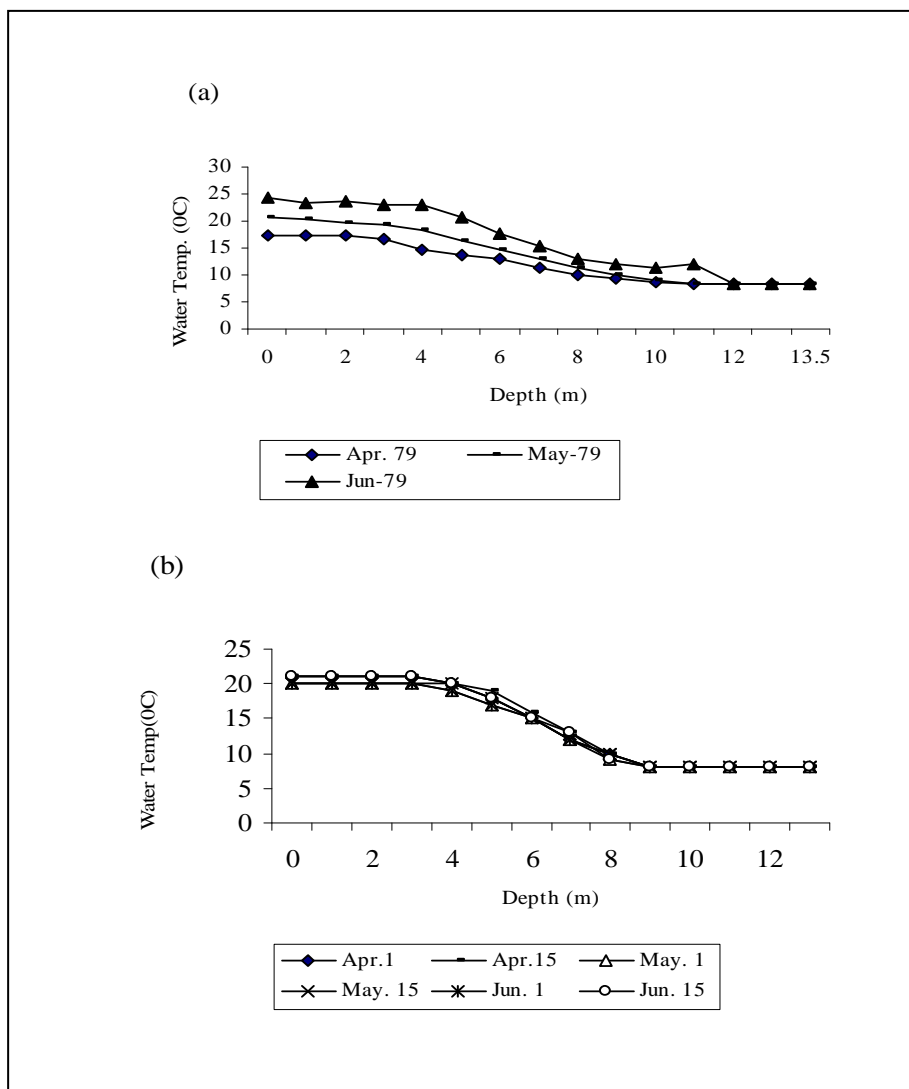 (a)
30
25
20
15
10
5
0
Water Temp. (0C)
0 2 4 6 8 10 12 13.5
Depth (m)
Apr. 79 May-79
Jun-79
(b)
25
20
15
10
5
0
Water Temp(0C)
0 2 4 6 8 10 12
Depth (m)
Apr.1 Apr.15 May. 1
May. 15 Jun. 1 Jun. 15